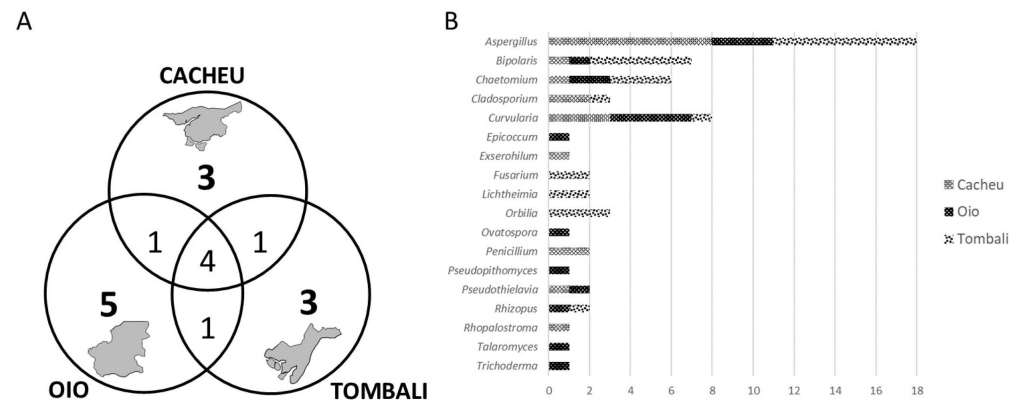 A
CACHEU
3
1
4
1
5
1
3
OIO
TOMBALI
B
Aspergillus
Bipolaris
Chaetomium
Cladosporium
Curvularia
Epicoccum
Exserohilum
Fusarium
Lichtheimia
Orbilia
Ovatospora
Penicillium
Pseudopithomyces
Pseudothielavia
Rhizopus
Rhopalostroma
Talaromyces
Trichoderma
0 2 4 6 8 10 12 14 16 18
Cacheu
Oio
Tombali